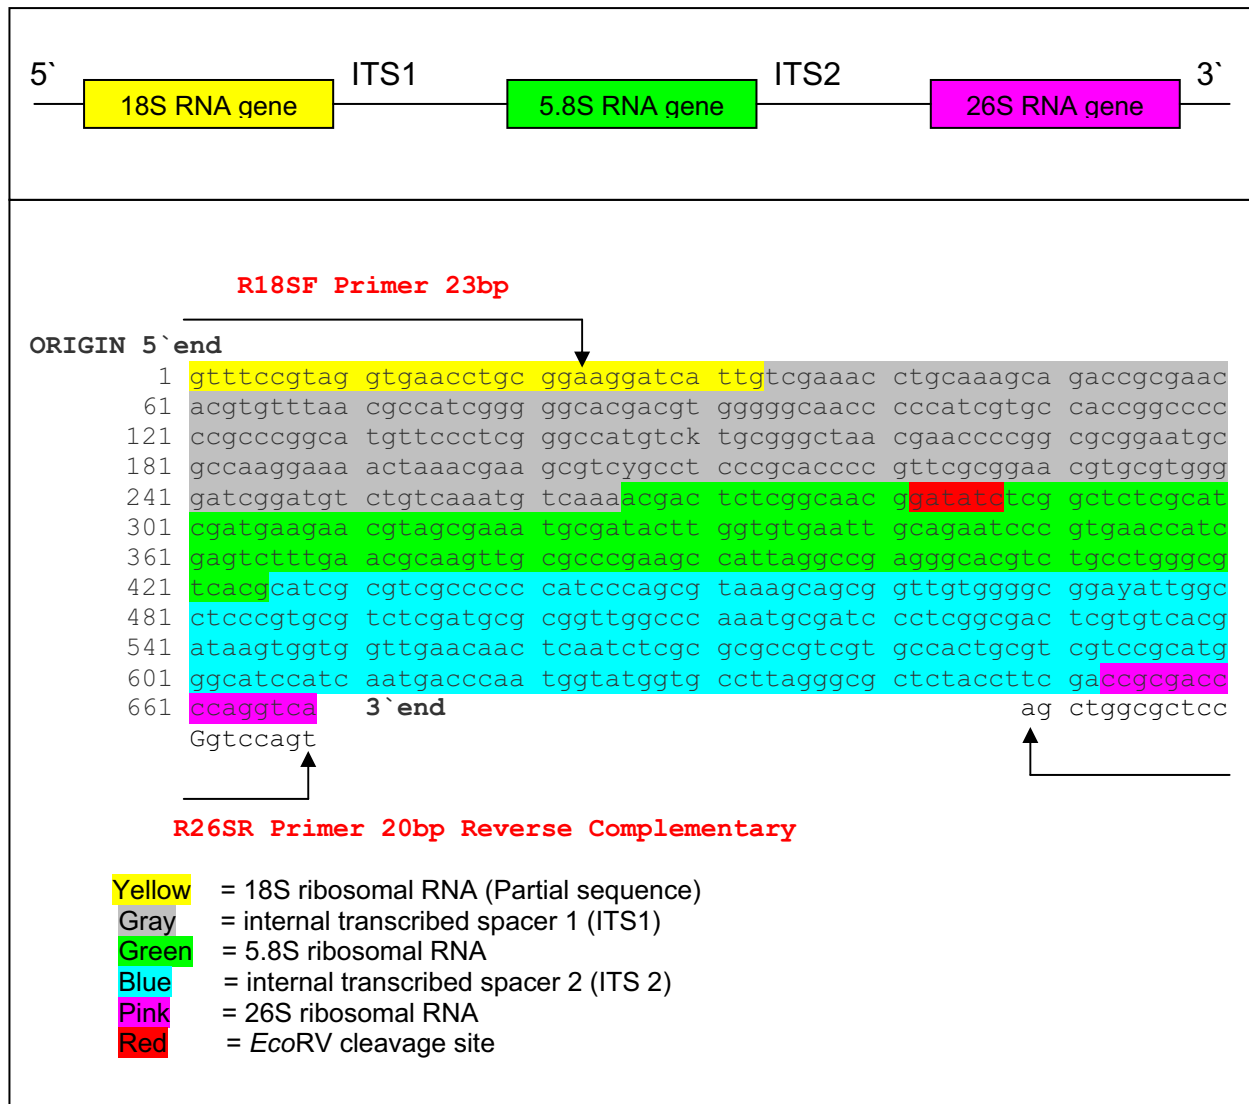 5` ITS1 ITS2 3`
18S RNA gene 5.8S RNA gene 26S RNA gene
R18SF Primer 23bp
ORIGIN 5`end
1 gtttccgtag gtgaacctgc ggaaggatca ttgtcgaaac ctgcaaagca gaccgcgaac
61 acgtgtttaa cgccatcggg ggcacgacgt gggggcaacc cccatcgtgc caccggcccc
121 ccgcccggca tgttccctcg ggccatgtck tgcgggctaa cgaaccccgg cgcggaatgc
181 gccaaggaaa actaaacgaa gcgtcygcct cccgcacccc gttcgcggaa cgtgcgtggg
241 gatcggatgt ctgtcaaatg tcaaaacgac tctcggcaac ggatatctcg gctctcgcat
301 cgatgaagaa cgtagcgaaa tgcgatactt ggtgtgaatt gcagaatccc gtgaaccatc
361 gagtctttga acgcaagttg cgcccgaagc cattaggccg agggcacgtc tgcctgggcg
421 tcacgcatcg cgtcgccccc catcccagcg taaagcagcg gttgtggggc ggayattggc
481 ctcccgtgcg tctcgatgcg cggttggccc aaatgcgatc cctcggcgac tcgtgtcacg
541 ataagtggtg gttgaacaac tcaatctcgc gcgccgtcgt gccactgcgt cgtccgcatg
601 ggcatccatc aatgacccaa tggtatggtg ccttagggcg ctctaccttc gaccgcgacc
661 ccaggtca 3`end ag ctggcgctcc
Ggtccagt
R26SR Primer 20bp Reverse Complementary
Yellow = 18S ribosomal RNA (Partial sequence)
Gray = internal transcribed spacer 1 (ITS1)
Green = 5.8S ribosomal RNA
Blue = internal transcribed spacer 2 (ITS 2)
Pink = 26S ribosomal RNA
Red = EcoRV cleavage site